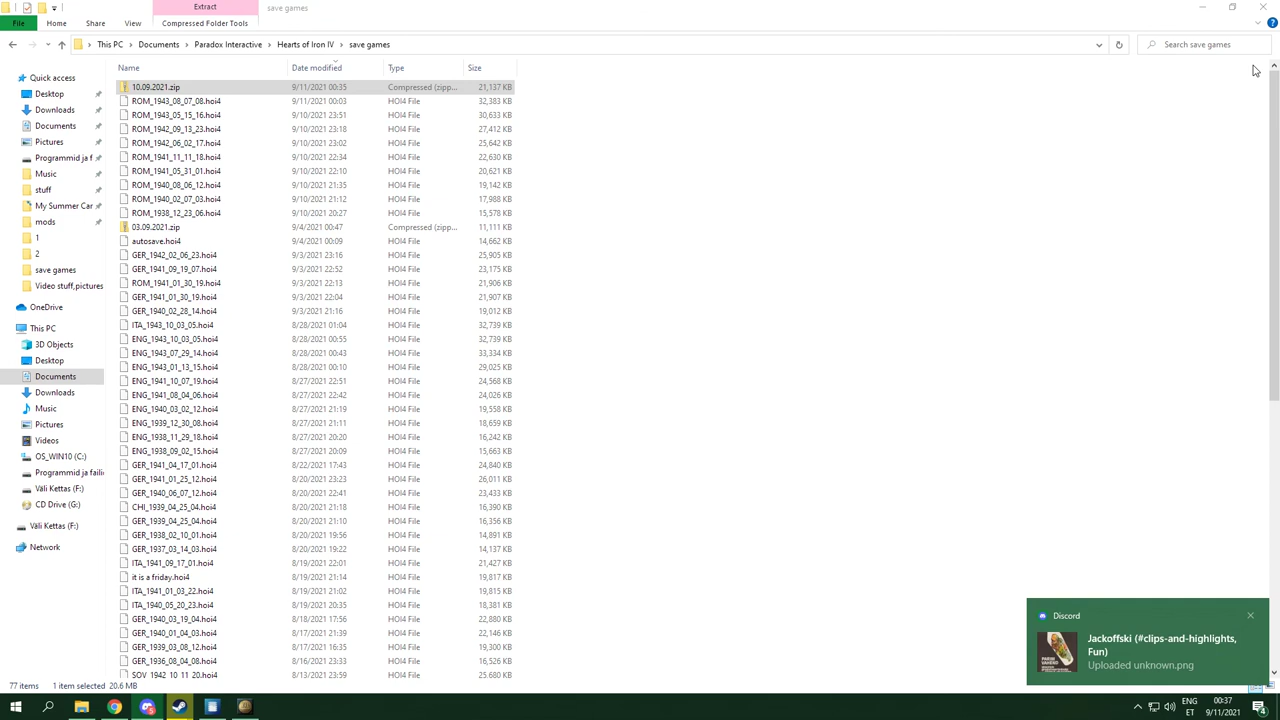 Extract
save games
File
Home
Share
View
Compressed Folder Tools
This PC
Documents
Paradox Interactive
Hearts of Iron IV
save games
Search save games
Name
Date modified
Type
Size
Quick access
Desktop
Downloads
Documents
Pictures
Programmid ja f
Music
stuff
My Summer Car
mods
1
2
save games
Video stuff,pictures
OneDrive
This PC
3D Objects
Desktop
Documents
Downloads
Music
Pictures
Videos
OS_WIN10 (C:)
Programmid ja failid
Väli Kettas (F:)
CD Drive (G:)
Väli Kettas (F:)
Network
10.09.2021.zip 9/11/2021 00:35 Compressed (zipp... 21,137 KB
ROM_1943_08_07_08.hoi4 9/11/2021 00:03 HOI4 File 32,383 KB
ROM_1943_05_15_16.hoi4 9/10/2021 23:51 HOI4 File 30,633 KB
ROM_1942_09_13_23.hoi4 9/10/2021 23:18 HOI4 File 27,412 KB
ROM_1942_06_02_17.hoi4 9/10/2021 23:02 HOI4 File 25,642 KB
ROM_1941_11_11_18.hoi4 9/10/2021 22:34 HOI4 File 22,630 KB
ROM_1941_05_31_01.hoi4 9/10/2021 22:10 HOI4 File 20,621 KB
ROM_1940_08_06_12.hoi4 9/10/2021 21:35 HOI4 File 19,142 KB
ROM_1940_02_07_03.hoi4 9/10/2021 21:12 HOI4 File 17,988 KB
ROM_1938_12_23_06.hoi4 9/10/2021 20:27 HOI4 File 15,578 KB
03.09.2021.zip 9/4/2021 00:47 Compressed (zipp... 11,111 KB
autosave.hoi4 9/4/2021 00:09 HOI4 File 14,662 KB
GER_1942_02_06_23.hoi4 9/3/2021 23:16 HOI4 File 25,905 KB
GER_1941_09_19_07.hoi4 9/3/2021 22:52 HOI4 File 23,175 KB
ROM_1941_01_30_19.hoi4 9/3/2021 22:13 HOI4 File 21,906 KB
GER_1941_01_30_19.hoi4 9/3/2021 22:04 HOI4 File 21,907 KB
GER_1940_02_28_14.hoi4 9/3/2021 21:16 HOI4 File 19,012 KB
ITA_1943_10_03_05.hoi4 8/28/2021 01:04 HOI4 File 32,739 KB
ENG_1943_10_03_05.hoi4 8/28/2021 00:55 HOI4 File 32,739 KB
ENG_1943_07_29_14.hoi4 8/28/2021 00:43 HOI4 File 33,334 KB
ENG_1943_01_13_15.hoi4 8/28/2021 00:10 HOI4 File 29,025 KB
ENG_1941_10_07_19.hoi4 8/27/2021 22:51 HOI4 File 24,568 KB
ENG_1941_08_04_06.hoi4 8/27/2021 22:42 HOI4 File 24,026 KB
ENG_1940_03_02_12.hoi4 8/27/2021 21:19 HOI4 File 19,558 KB
ENG_1939_12_30_08.hoi4 8/27/2021 21:11 HOI4 File 18,659 KB
ENG_1938_11_29_18.hoi4 8/27/2021 20:20 HOI4 File 16,242 KB
ENG_1938_09_02_15.hoi4 8/27/2021 20:09 HOI4 File 15,663 KB
GER_1941_04_17_01.hoi4 8/22/2021 17:43 HOI4 File 24,840 KB
GER_1941_01_25_12.hoi4 8/20/2021 23:23 HOI4 File 26,011 KB
GER_1940_06_07_12.hoi4 8/20/2021 22:41 HOI4 File 23,433 KB
CHI_1939_04_25_04.hoi4 8/20/2021 21:18 HOI4 File 16,390 KB
GER_1939_04_25_04.hoi4 8/20/2021 21:10 HOI4 File 16,356 KB
GER_1938_02_10_01.hoi4 8/20/2021 19:56 HOI4 File 14,891 KB
GER_1937_03_14_03.hoi4 8/20/2021 19:22 HOI4 File 14,137 KB
ITA_1941_09_17_01.hoi4 8/19/2021 22:01 HOI4 File 21,427 KB
it is a friday.hoi4 8/19/2021 21:14 HOI4 File 19,817 KB
ITA_1941_01_03_22.hoi4 8/19/2021 21:02 HOI4 File 19,815 KB
ITA_1940_05_20_23.hoi4 8/19/2021 20:35 HOI4 File 18,381 KB
GER_1940_03_19_04.hoi4 8/18/2021 17:56 HOI4 File 22,880 KB
GER_1940_01_04_03.hoi4 8/17/2021 21:39 HOI4 File 22,146 KB
GER_1939_03_08_12.hoi4 8/17/2021 16:35 HOI4 File 19,300 KB
GER_1936_08_04_08.hoi4 8/16/2021 23:33 HOI4 File 16,526 KB
SOV_1942_10_11_20.hoi4 8/13/2021 23:59 HOI4 File 25,680 KB
Discord
Jackoffski (#clips-and-highlights,
Fun)
Uploaded unknown.png
77 items
1 item selected 20.6 MB
ENG
ET
00:37
9/11/2021
4